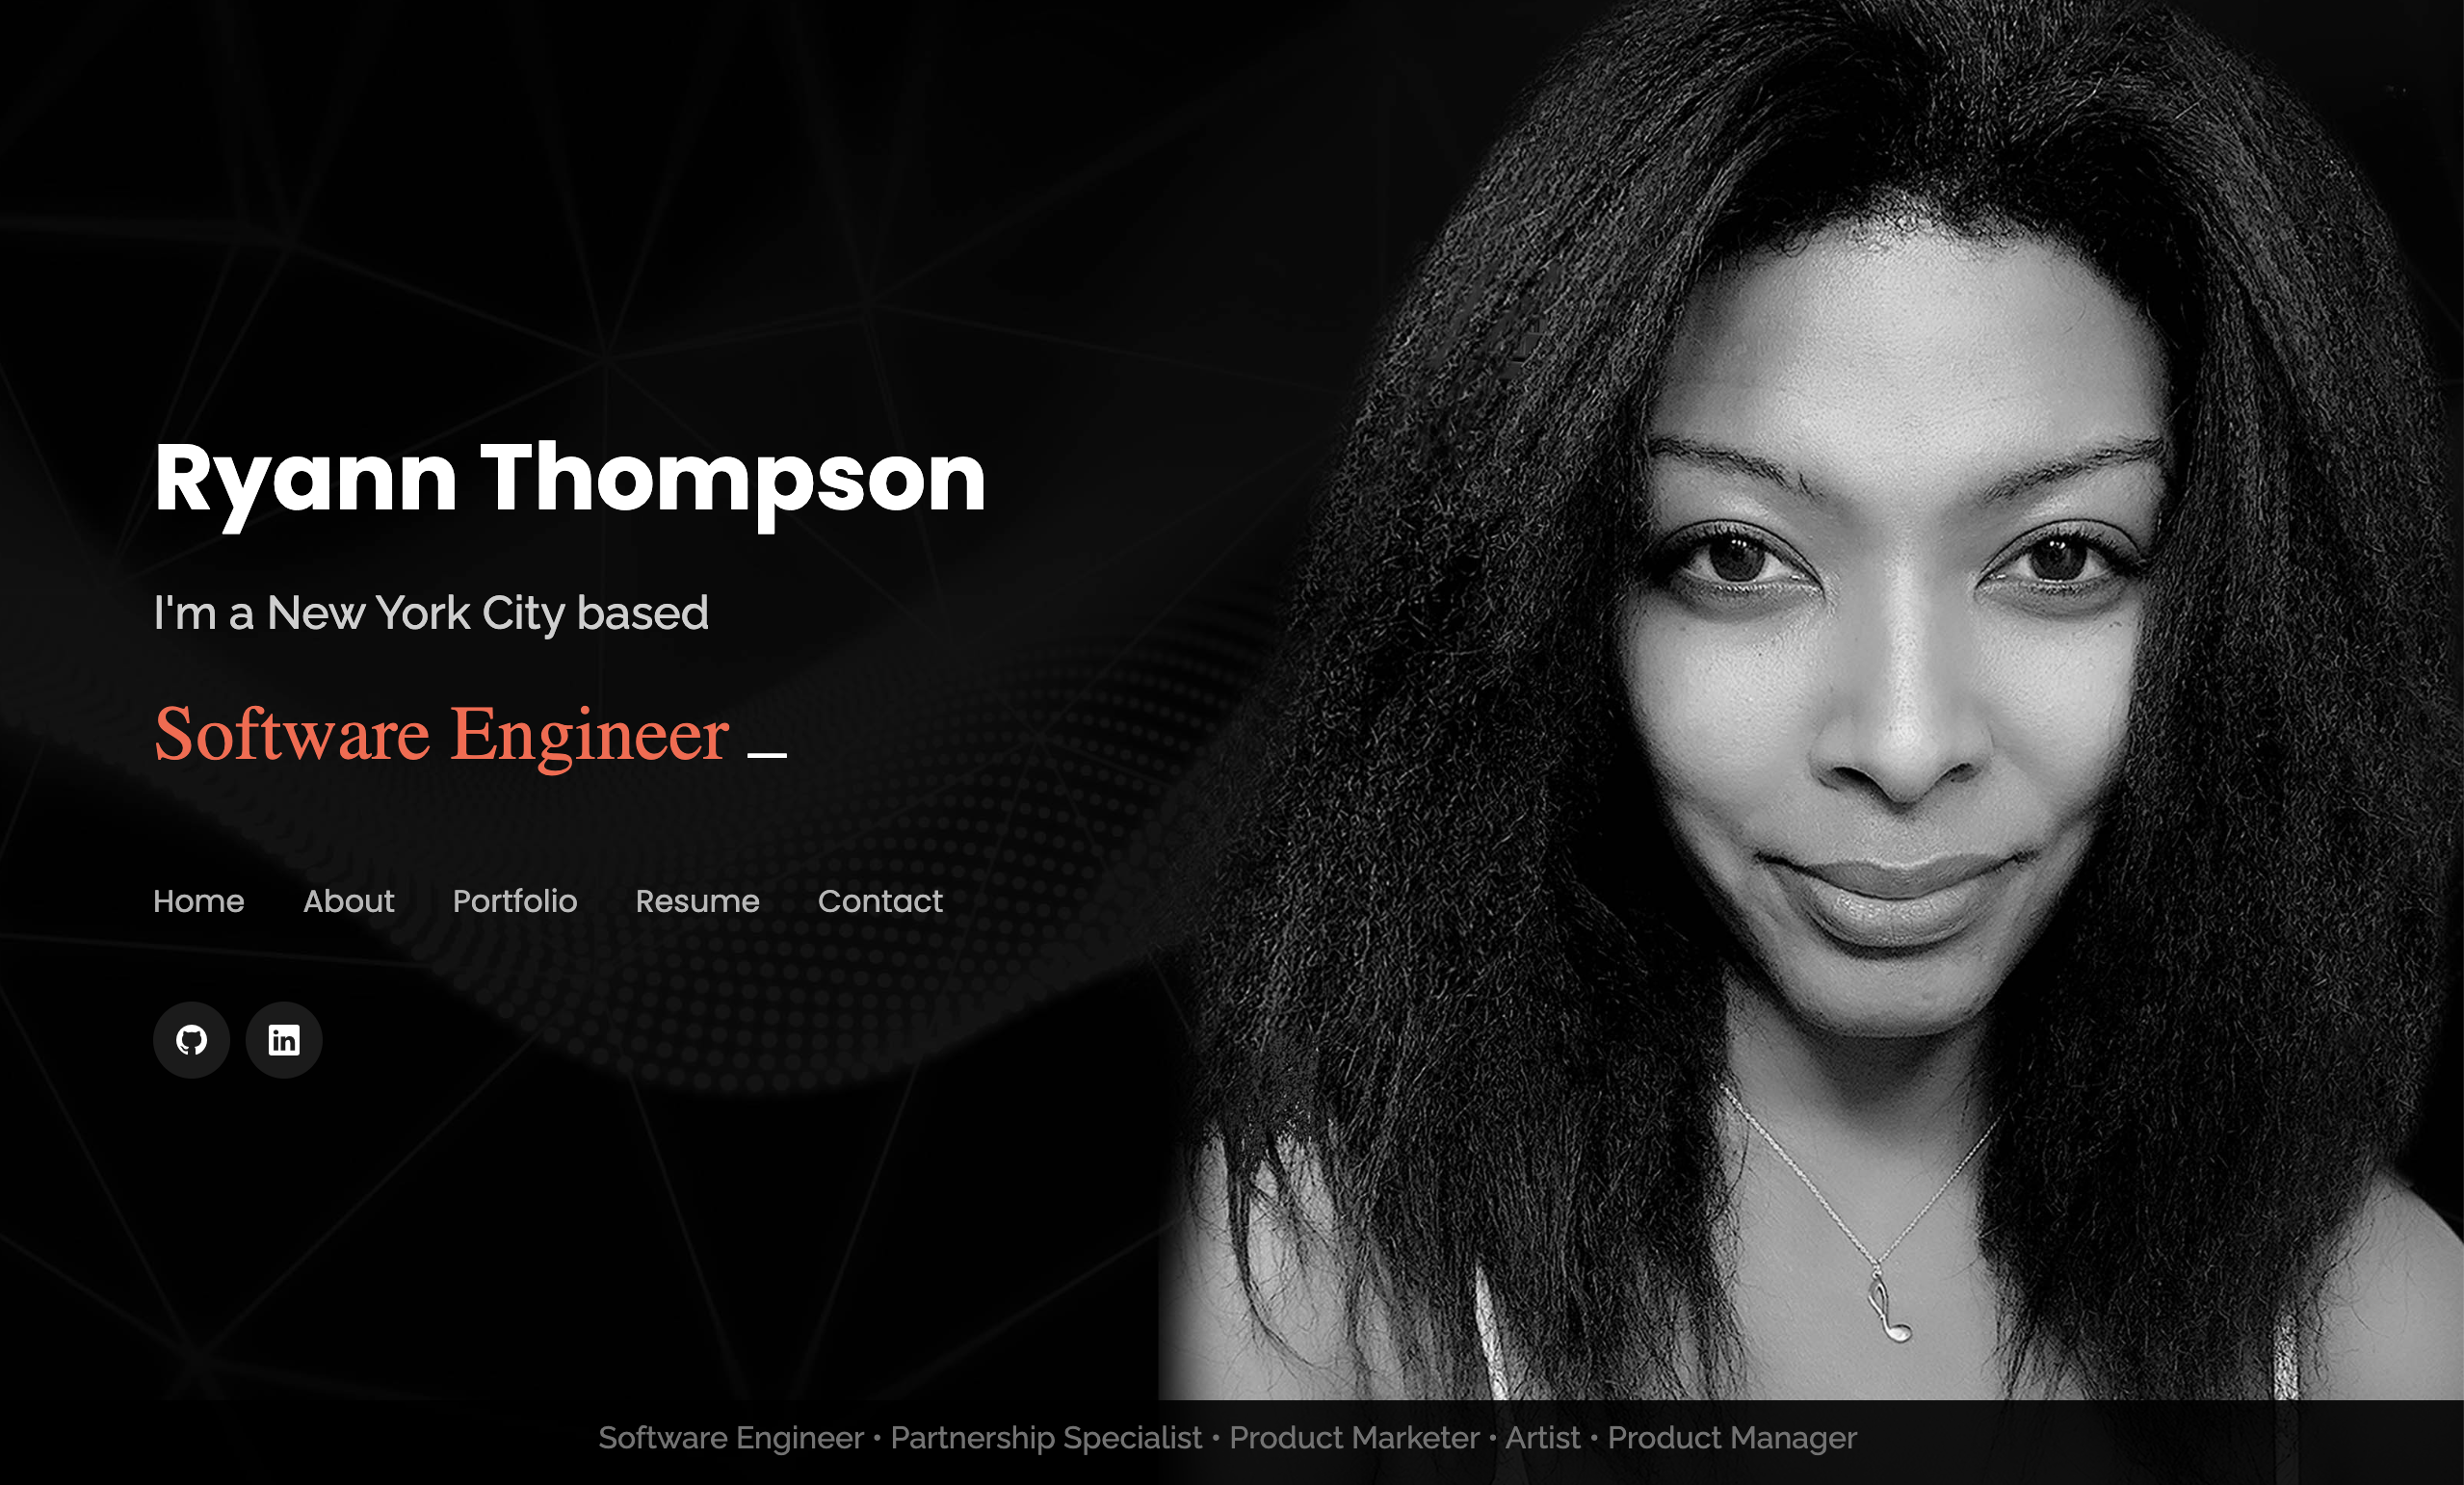 Ryann Thompson
I'm a New York City based
Software Engineer _
Home About Portfolio Resume Contact
in
Software Engineer • Partnership Specialist • Product Marketer • Artist • Product Manager